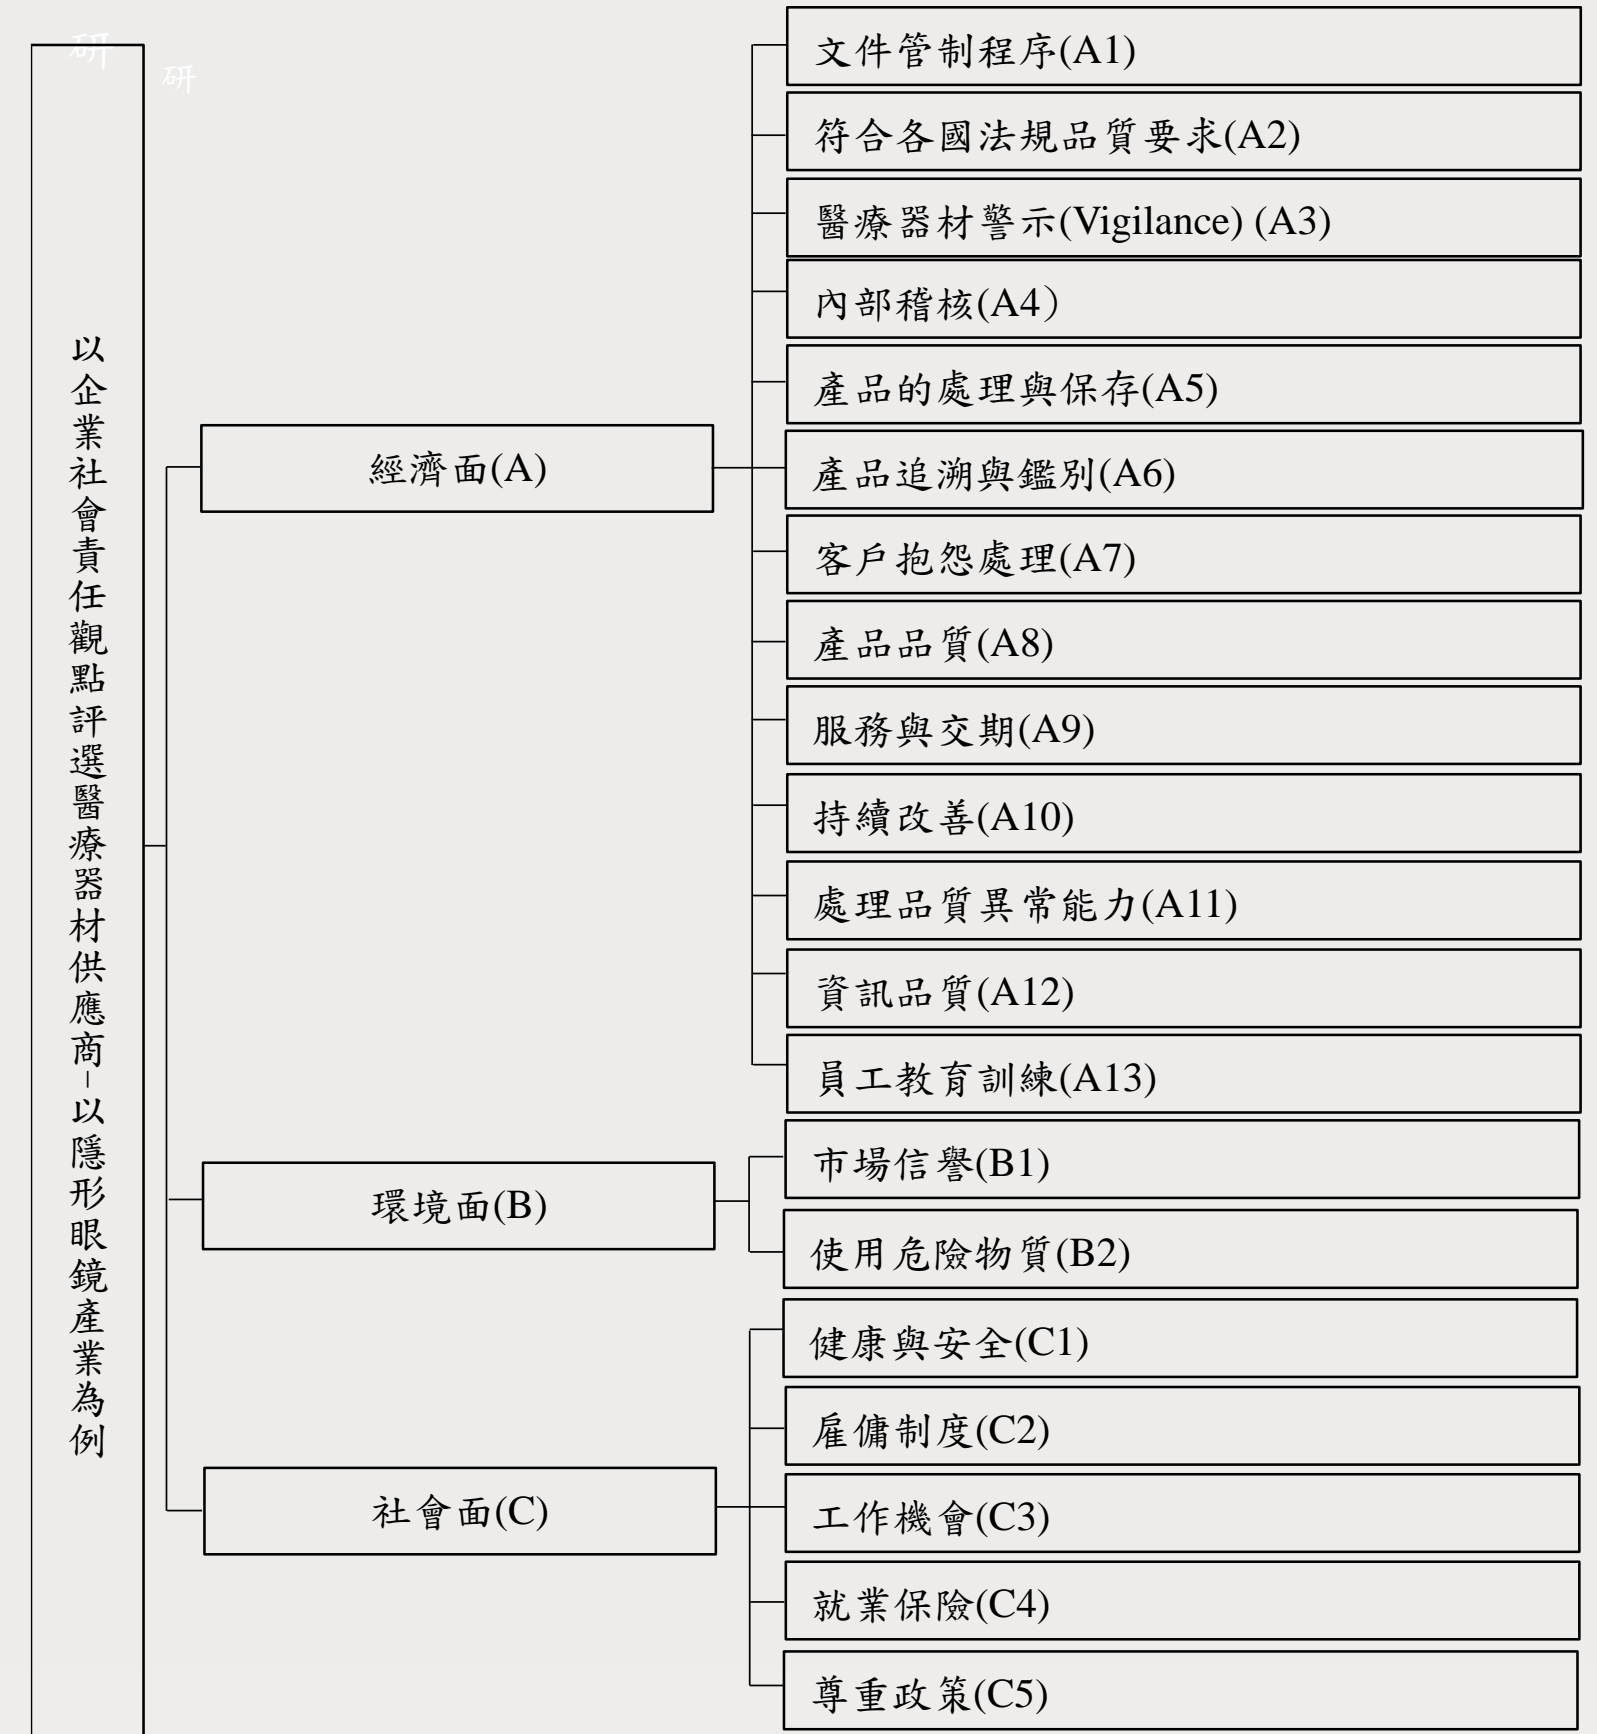 研
研
以企業社會責任觀點評選醫療器材供應商-以隱形眼鏡產業為例
經濟面(A)
文件管制程序(A1)
符合各國法規品質要求(A2)
醫療器材警示(Vigilance) (A3)
內部稽核(A4）
產品的處理與保存(A5)
產品追溯與鑑別(A6)
客戶抱怨處理(A7)
產品品質(A8)
服務與交期(A9)
持續改善(A10)
處理品質異常能力(A11)
資訊品質(A12)
員工教育訓練(A13)
環境面(B)
市場信譽(B1)
使用危險物質(B2)
社會面(C)
健康與安全(C1)
雇傭制度(C2)
工作機會(C3)
就業保險(C4)
尊重政策(C5)